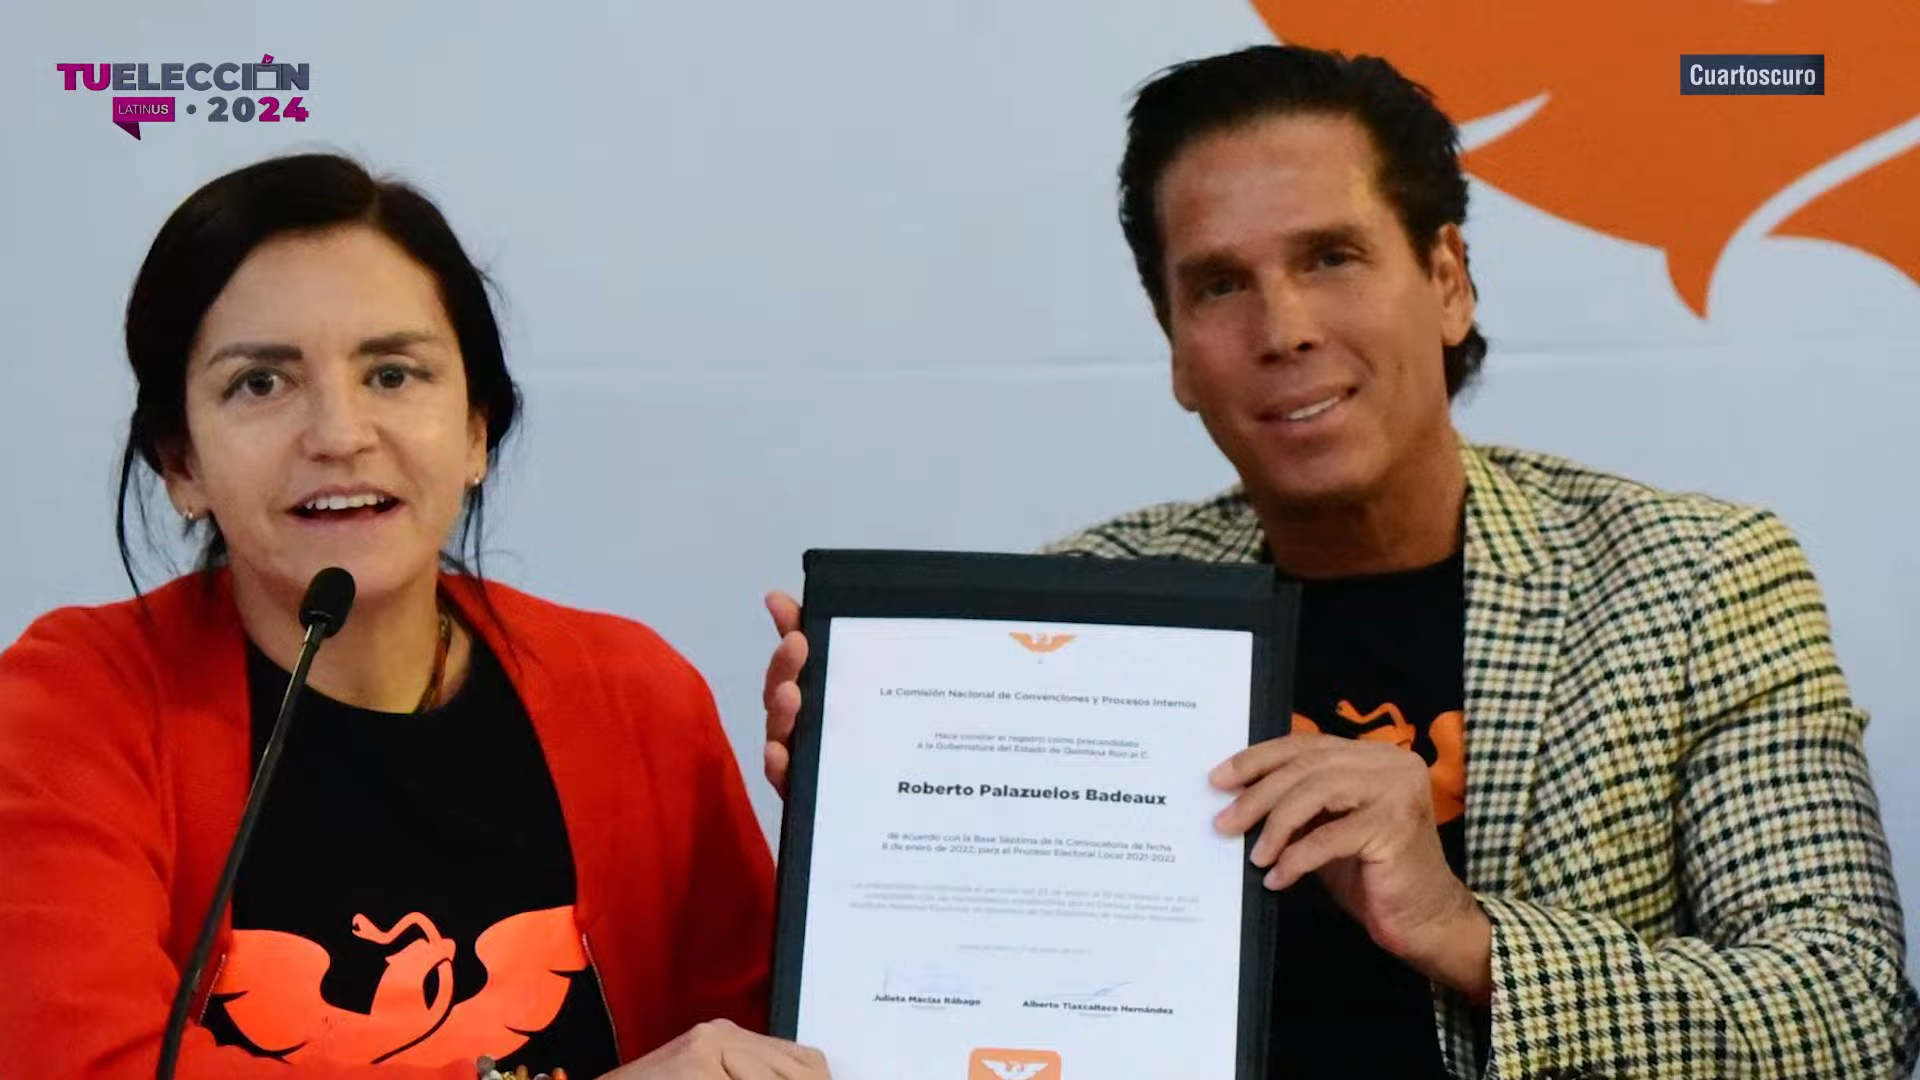 TUELECCIÓN
LATINUS • 2024
Cuartoscuro
La Comisión Nacional de Convenciones y Procesos Internos
Hace constar el registro como precandidato
a la Gubernatura del Estado de Quintana Roo al C.
Roberto Palazuelos Badeaux
de acuerdo con la Base Séptima de la Convocatoria de fecha
8 de enero de 2022, para el Proceso Electoral Local 2021-2022
Julieta Macías Rábago
Alberto Tlaxcalteco Hernández